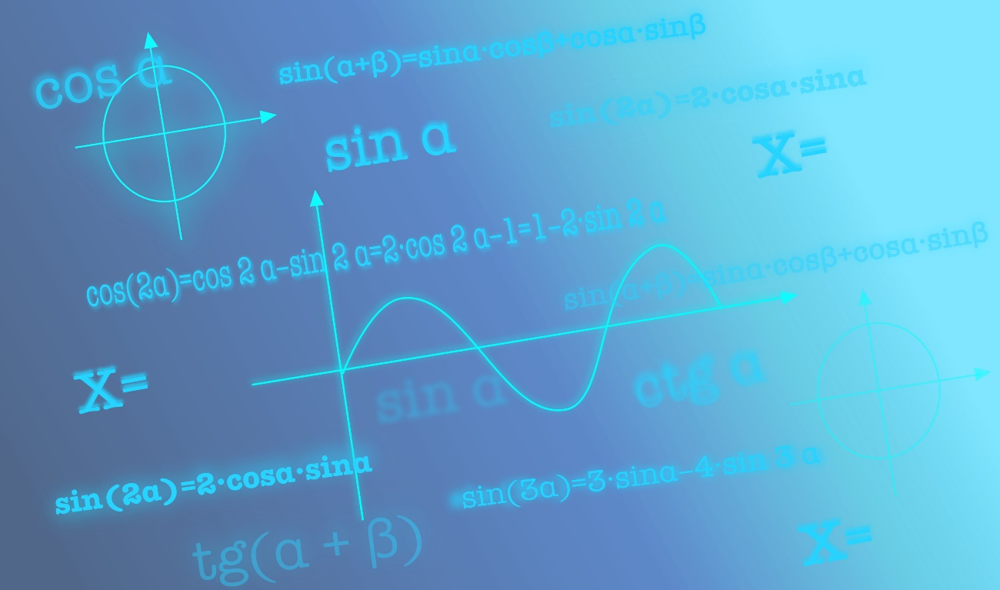 cos α
sin(α+β)=sinα·cosβ+cosα·sinβ
sin(2α)=2·cosα·sinα
sin α
X=
cos(2α)=cos 2 α−sin 2 α=2·cos 2 α−1=1−2·sin 2 α
sin(α+β)=sinα·cosβ+cosα·sinβ
X=
sin α
ctg α
sin(2α)=2·cosα·sinα
sin(3α)=3·sinα−4·sin 3 α
tg(α + β)
X=